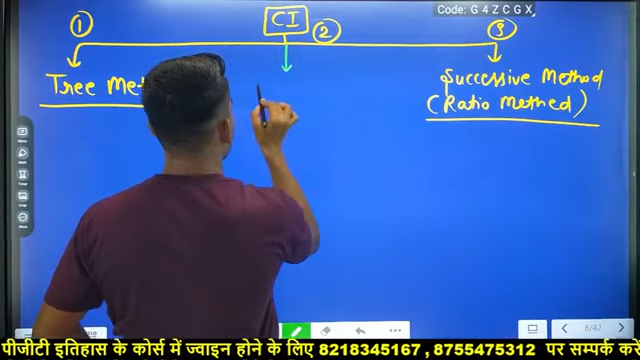 Code: G 4 Z C G X
CI
① ② ③
Tree Met
Successive Method
(Ratio Method)
8/42
पीजीटी इतिहास के कोर्स में ज्वाइन होने के लिए 8218345167 , 8755475312 पर सम्पर्क करें